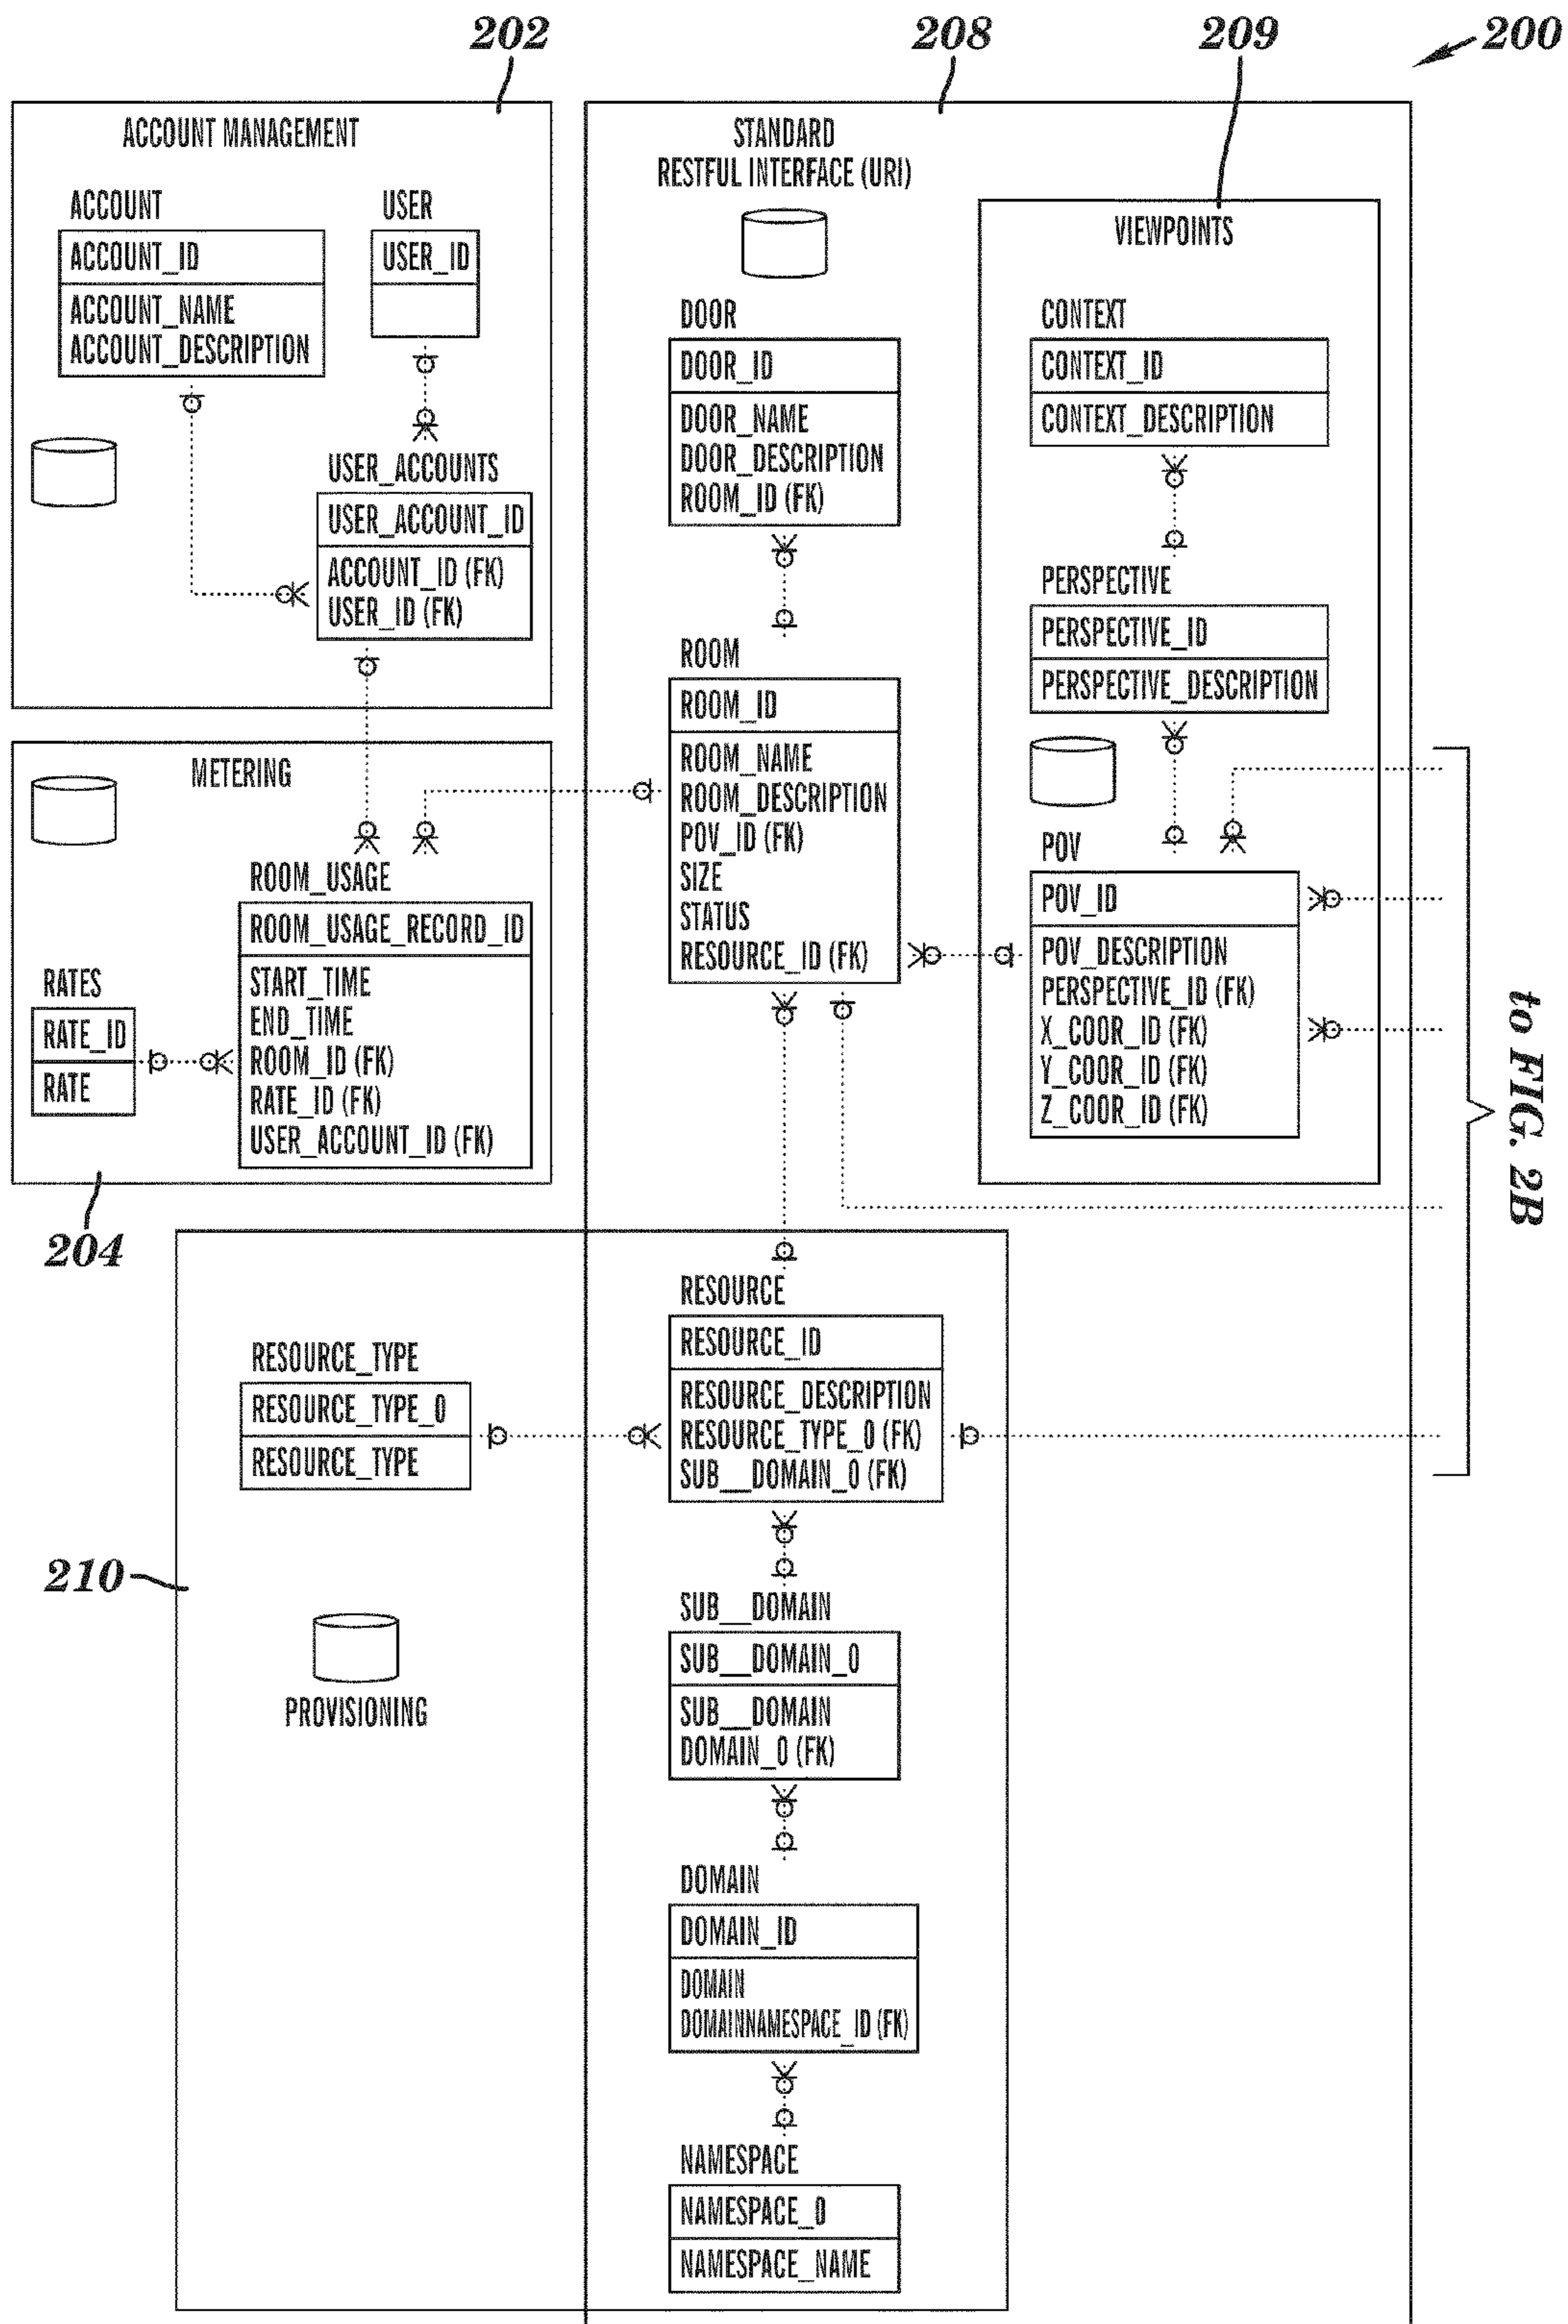 202
208
209
200
ACCOUNT MANAGEMENT
ACCOUNT
ACCOUNT_ID
ACCOUNT_NAME
ACCOUNT_DESCRIPTION
USER
USER_ID
USER_ACCOUNTS
USER_ACCOUNT_ID
ACCOUNT_ID (FK)
USER_ID (FK)
METERING
ROOM_USAGE
ROOM_USAGE_RECORD_ID
START_TIME
END_TIME
ROOM_ID (FK)
RATE_ID (FK)
USER_ACCOUNT_ID (FK)
RATES
RATE_ID
RATE
204
STANDARD
RESTFUL INTERFACE (URI)
DOOR
DOOR_ID
DOOR_NAME
DOOR_DESCRIPTION
ROOM_ID (FK)
ROOM
ROOM_ID
ROOM_NAME
ROOM_DESCRIPTION
POV_ID (FK)
SIZE
STATUS
RESOURCE_ID (FK)
VIEWPOINTS
CONTEXT
CONTEXT_ID
CONTEXT_DESCRIPTION
PERSPECTIVE
PERSPECTIVE_ID
PERSPECTIVE_DESCRIPTION
POV
POV_ID
POV_DESCRIPTION
PERSPECTIVE_ID (FK)
X_COOR_ID (FK)
Y_COOR_ID (FK)
Z_COOR_ID (FK)
to FIG. 2B
RESOURCE_TYPE
RESOURCE_TYPE_0
RESOURCE_TYPE
RESOURCE
RESOURCE_ID
RESOURCE_DESCRIPTION
RESOURCE_TYPE_0 (FK)
SUB__DOMAIN_0 (FK)
210
PROVISIONING
SUB__DOMAIN
SUB__DOMAIN_0
SUB__DOMAIN
DOMAIN_0 (FK)
DOMAIN
DOMAIN_ID
DOMAIN
DOMAINNAMESPACE_ID (FK)
NAMESPACE
NAMESPACE_0
NAMESPACE_NAME